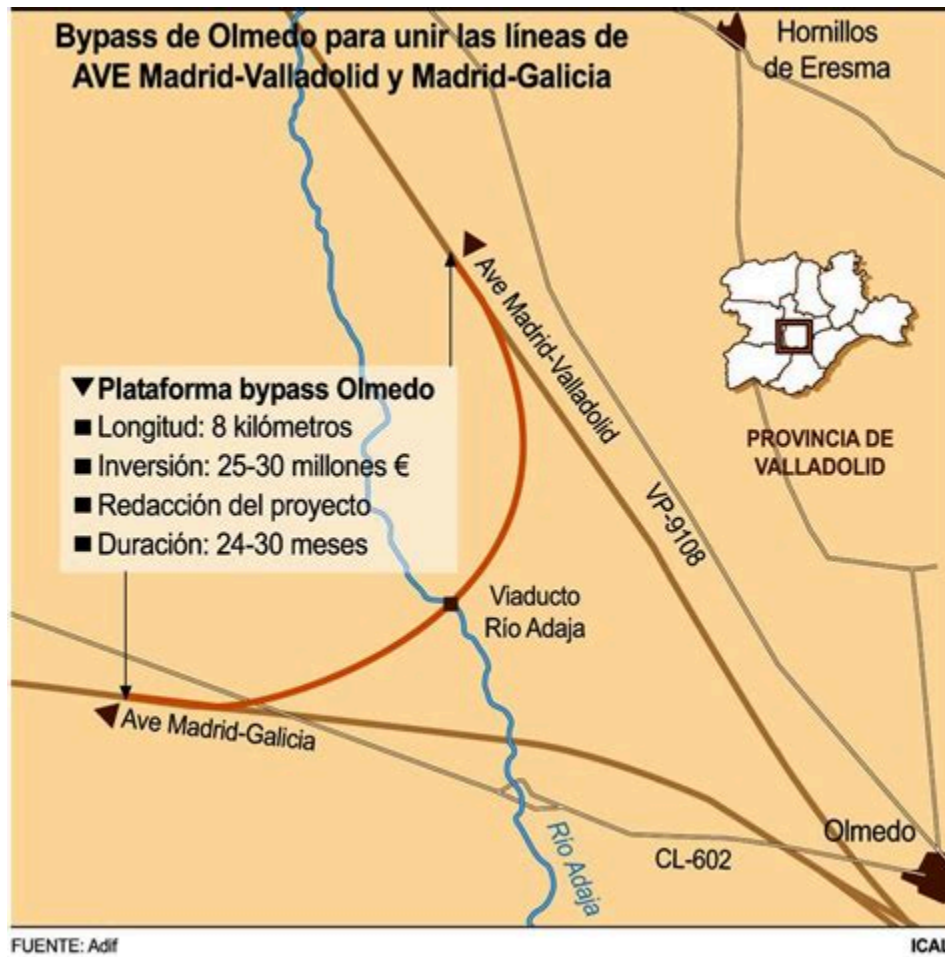 Bypass de Olmedo para unir las líneas de
AVE Madrid-Valladolid y Madrid-Galicia
Hornillos
de Eresma
Ave Madrid-Valladolid
▼Plataforma bypass Olmedo
■ Longitud: 8 kilómetros
■ Inversión: 25-30 millones €
■ Redacción del proyecto
■ Duración: 24-30 meses
PROVINCIA DE
VALLADOLID
VP-9108
Viaducto
Río Adaja
Ave Madrid-Galicia
Río Adaja
CL-602
Olmedo
FUENTE: Adif
ICAL